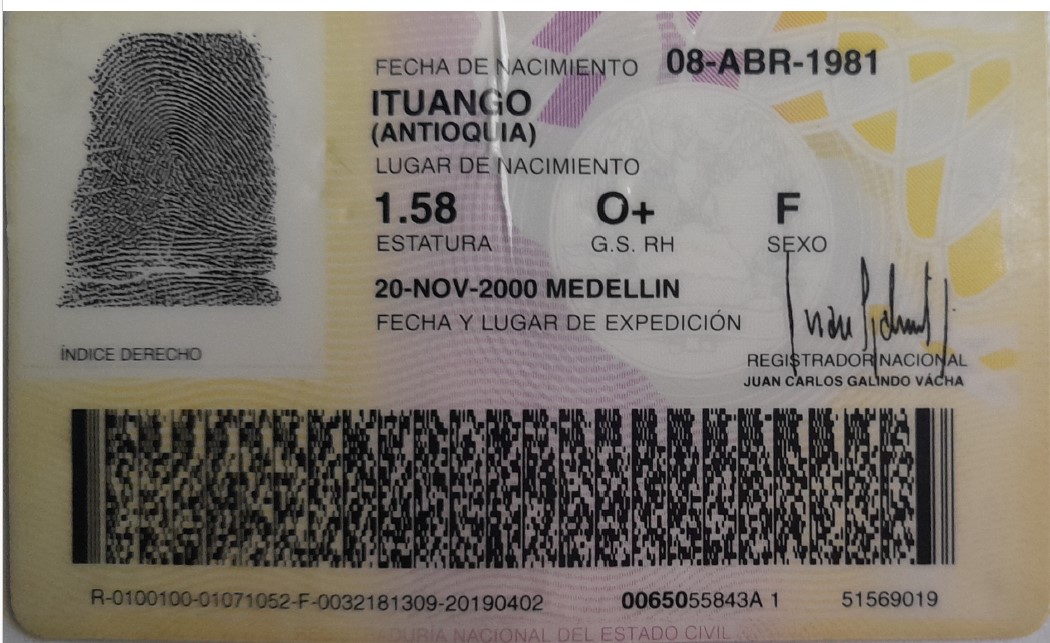 FECHA DE NACIMIENTO 08-ABR-1981
ITUANGO
(ANTIOQUIA)
LUGAR DE NACIMIENTO
1.58 O+ F
ESTATURA G.S. RH SEXO
20-NOV-2000 MEDELLIN
FECHA Y LUGAR DE EXPEDICIÓN
ÍNDICE DERECHO
REGISTRADOR NACIONAL
JUAN CARLOS GALINDO VÁCHA
R-0100100-01071052-F-0032181309-20190402 0065055843A 1 51569019
REGISTRADURÍA NACIONAL DEL ESTADO CIVIL